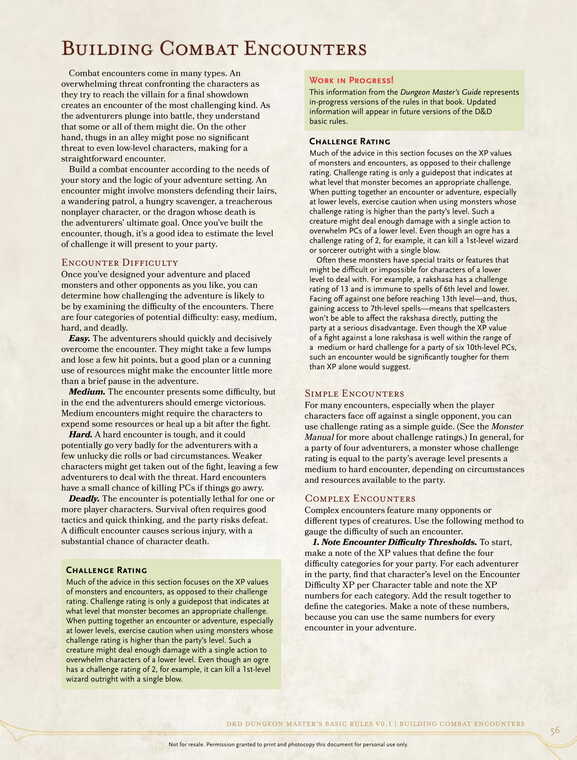 BUILDING COMBAT ENCOUNTERS
Combat encounters come in many types. An
overwhelming threat confronting the characters as
they try to reach the villain for a final showdown
creates an encounter of the most challenging kind. As
the adventurers plunge into battle, they understand
that some or all of them might die. On the other
hand, thugs in an alley might pose no significant
threat to even low-level characters, making for a
straightforward encounter.
Build a combat encounter according to the needs of
your story and the logic of your adventure setting. An
encounter might involve monsters defending their lairs,
a wandering patrol, a hungry scavenger, a treacherous
nonplayer character, or the dragon whose death is
the adventurers' ultimate goal. Once you've built the
encounter, though, it's a good idea to estimate the level
of challenge it will present to your party.
ENCOUNTER DIFFICULTY
Once you've designed your adventure and placed
monsters and other opponents as you like, you can
determine how challenging the adventure is likely to
be by examining the difficulty of the encounters. There
are four categories of potential difficulty: easy, medium,
hard, and deadly.
Easy. The adventurers should quickly and decisively
overcome the encounter. They might take a few lumps
and lose a few hit points, but a good plan or a cunning
use of resources might make the encounter little more
than a brief pause in the adventure.
Medium. The encounter presents some difficulty, but
in the end the adventurers should emerge victorious.
Medium encounters might require the characters to
expend some resources or heal up a bit after the fight.
Hard. A hard encounter is tough, and it could
potentially go very badly for the adventurers with a
few unlucky die rolls or bad circumstances. Weaker
characters might get taken out of the fight, leaving a few
adventurers to deal with the threat. Hard encounters
have a small chance of killing PCs if things go awry.
Deadly. The encounter is potentially lethal for one or
more player characters. Survival often requires good
tactics and quick thinking, and the party risks defeat.
A difficult encounter causes serious injury, with a
substantial chance of character death.
CHALLENGE RATING
Much of the advice in this section focuses on the XP values
of monsters and encounters, as opposed to their challenge
rating. Challenge rating is only a guidepost that indicates at
what level that monster becomes an appropriate challenge.
When putting together an encounter or adventure, especially
at lower levels, exercise caution when using monsters whose
challenge rating is higher than the party's level. Such a
creature might deal enough damage with a single action to
overwhelm characters of a lower level. Even though an ogre
has a challenge rating of 2, for example, it can kill a 1st-level
wizard outright with a single blow.
WORK IN PROGRESS!
This information from the Dungeon Master's Guide represents
in-progress versions of the rules in that book. Updated
information will appear in future versions of the D&D
basic rules.
CHALLENGE RATING
Much of the advice in this section focuses on the XP values
of monsters and encounters, as opposed to their challenge
rating. Challenge rating is only a guidepost that indicates at
what level that monster becomes an appropriate challenge.
When putting together an encounter or adventure, especially
at lower levels, exercise caution when using monsters whose
challenge rating is higher than the party's level. Such a
creature might deal enough damage with a single action to
overwhelm PCs of a lower level. Even though an ogre has a
challenge rating of 2, for example, it can kill a 1st-level wizard
or sorcerer outright with a single blow.
Often these monsters have special traits or features that
might be difficult or impossible for characters of a lower
level to deal with. For example, a rakshasa has a challenge
rating of 13 and is immune to spells of 6th level and lower.
Facing off against one before reaching 13th level—and, thus,
gaining access to 7th-level spells—means that spellcasters
won't be able to affect the rakshasa directly, putting the
party at a serious disadvantage. Even though the XP value
of a fight against a lone rakshasa is well within the range of
a medium or hard challenge for a party of six 10th-level PCs,
such an encounter would be significantly tougher for them
than XP alone would suggest.
SIMPLE ENCOUNTERS
For many encounters, especially when the player
characters face off against a single opponent, you can
use challenge rating as a simple guide. (See the Monster
Manual for more about challenge ratings.) In general, for
a party of four adventurers, a monster whose challenge
rating is equal to the party's average level presents a
medium to hard encounter, depending on circumstances
and resources available to the party.
COMPLEX ENCOUNTERS
Complex encounters feature many opponents or
different types of creatures. Use the following method to
gauge the difficulty of such an encounter.
1. Note Encounter Difficulty Thresholds. To start,
make a note of the XP values that define the four
difficulty categories for your party. For each adventurer
in the party, find that character's level on the Encounter
Difficulty XP per Character table and note the XP
numbers for each category. Add the result together to
define the categories. Make a note of these numbers,
because you can use the same numbers for every
encounter in your adventure.
D&D DUNGEON MASTER'S BASIC RULES V0.1 | BUILDING COMBAT ENCOUNTERS
56
Not for resale. Permission granted to print and photocopy this document for personal use only.